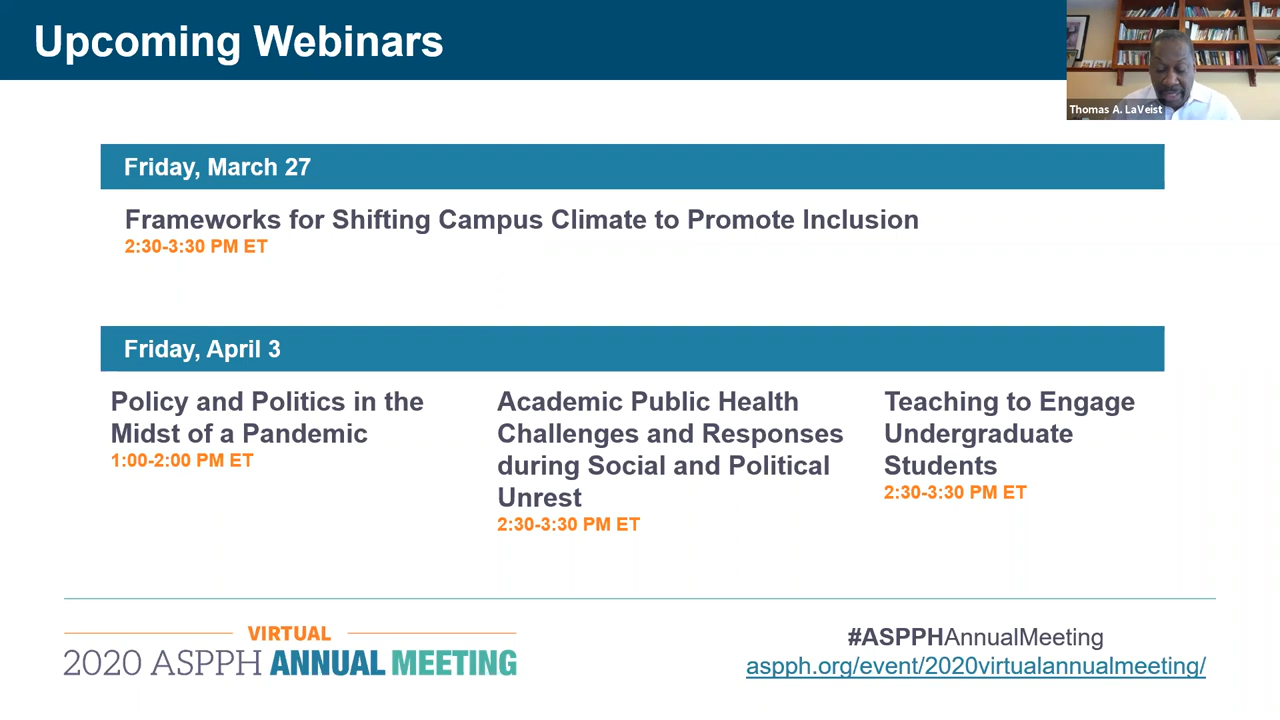 Upcoming Webinars
Thomas A. LaVeist
Friday, March 27
Frameworks for Shifting Campus Climate to Promote Inclusion
2:30-3:30 PM ET
Friday, April 3
Policy and Politics in the
Midst of a Pandemic
1:00-2:00 PM ET
Academic Public Health
Challenges and Responses
during Social and Political
Unrest
2:30-3:30 PM ET
Teaching to Engage
Undergraduate
Students
2:30-3:30 PM ET
VIRTUAL
2020 ASPPH ANNUAL MEETING
#ASPPHAnnualMeeting
aspph.org/event/2020virtualannualmeeting/